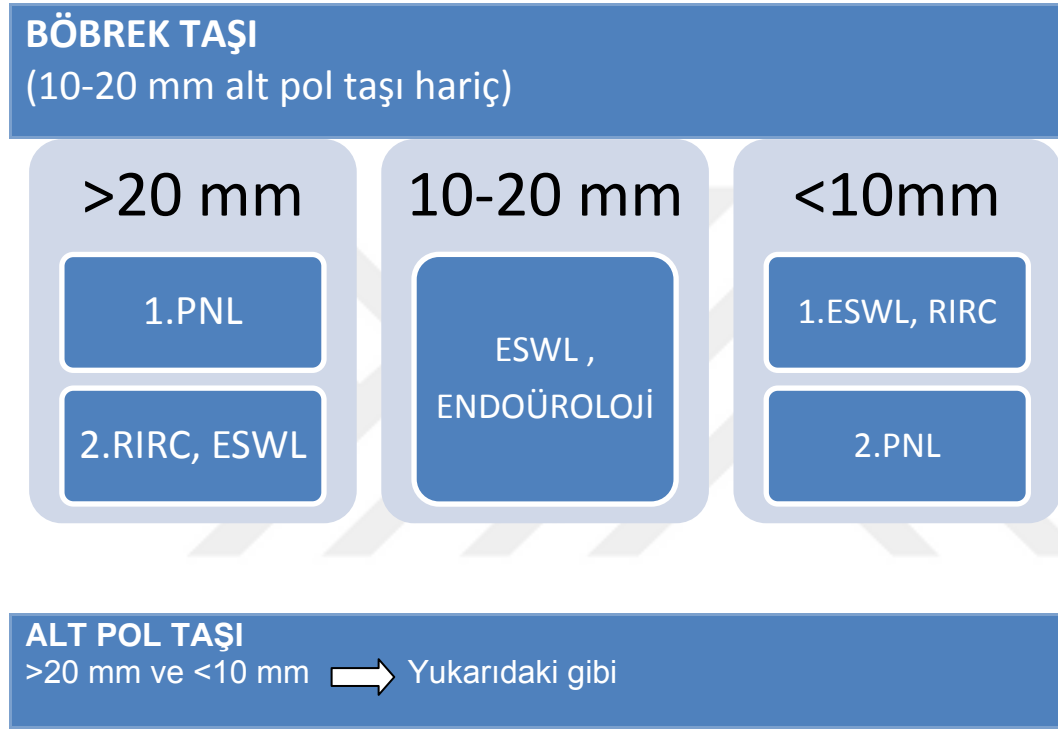 BÖBREK TAŞI
(10-20 mm alt pol taşı hariç)
>20 mm
1.PNL
2.RIRC, ESWL
10-20 mm
ESWL ,
ENDOÜROLOJİ
<10mm
1.ESWL, RIRC
2.PNL
ALT POL TAŞI
>20 mm ve <10 mm Yukarıdaki gibi